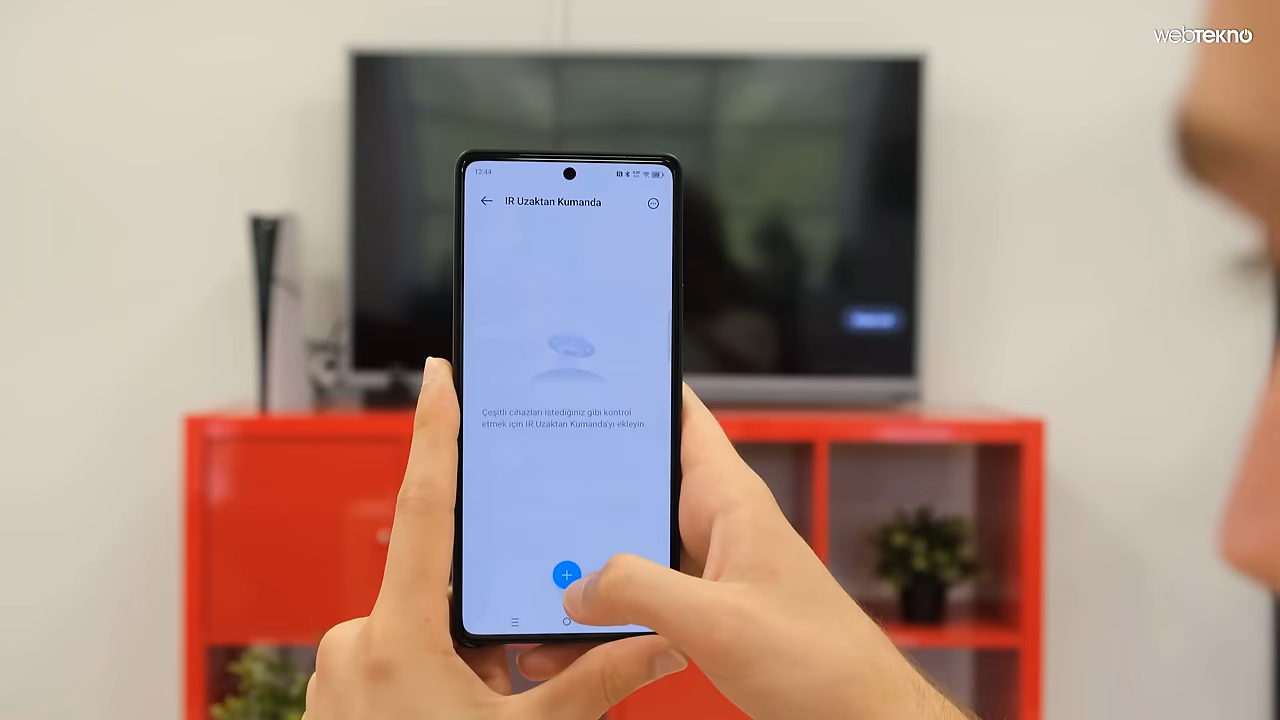 webtekno
12:44
IR Uzaktan Kumanda
Çeşitli cihazları istediğiniz gibi kontrol
etmek için IR Uzaktan Kumanda'yı ekleyin.